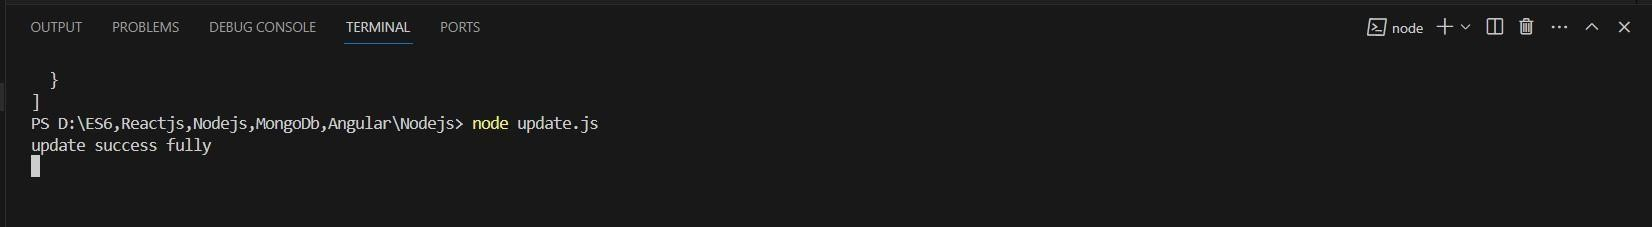 OUTPUT PROBLEMS DEBUG CONSOLE TERMINAL PORTS node
}
]
PS D:\ES6,Reactjs,Nodejs,MongoDb,Angular\Nodejs> node update.js
update success fully